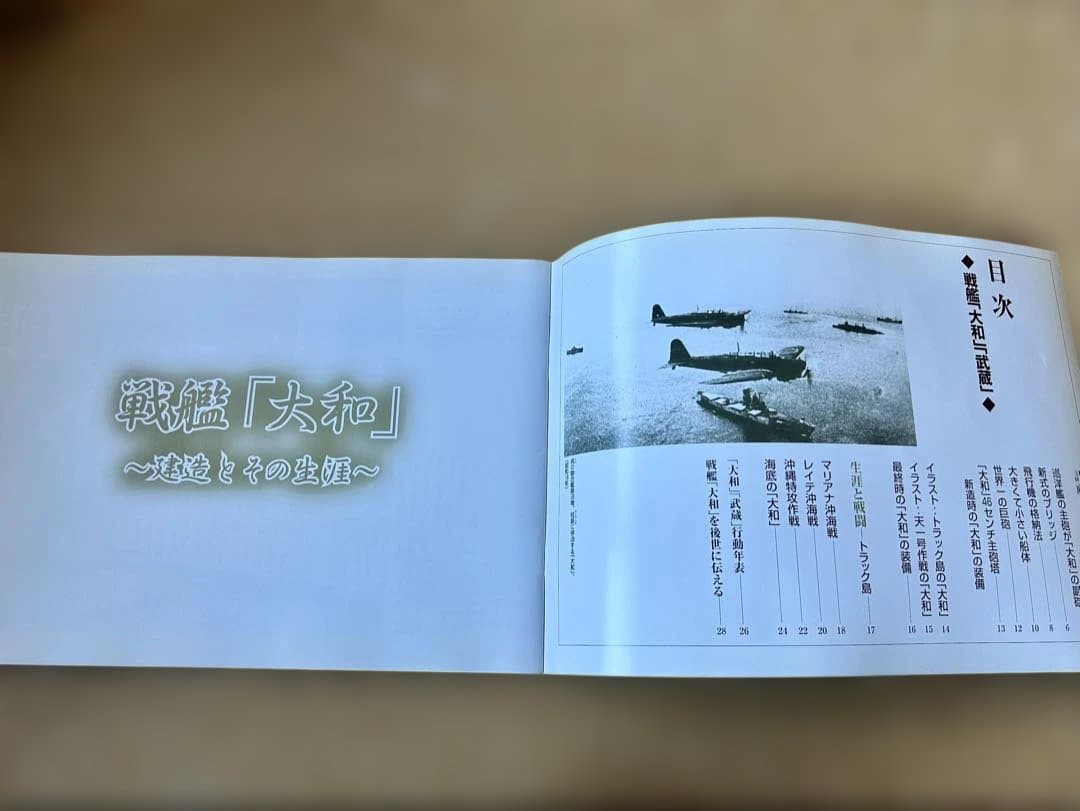 戦艦「大和」
～建造とその生涯～
目次
◆戦艦「大和」「武蔵」◆
巡洋艦の主砲が「大和」の副砲 6
新式のブリッジ 8
飛行機の格納法 10
大きくて小さい船体 12
世界一の巨砲
「大和」46センチ主砲塔 13
新造時の「大和」の装備
イラスト：トラック島の「大和」 14
イラスト：天一号作戦の「大和」 15
最終時の「大和」の装備 16
生涯と戦闘 トラック島 17
マリアナ沖海戦 18
レイテ沖海戦 20
沖縄特攻作戦 22
海底の「大和」 24
「大和」「武蔵」行動年表 26
戦艦「大和」を後世に伝える 28